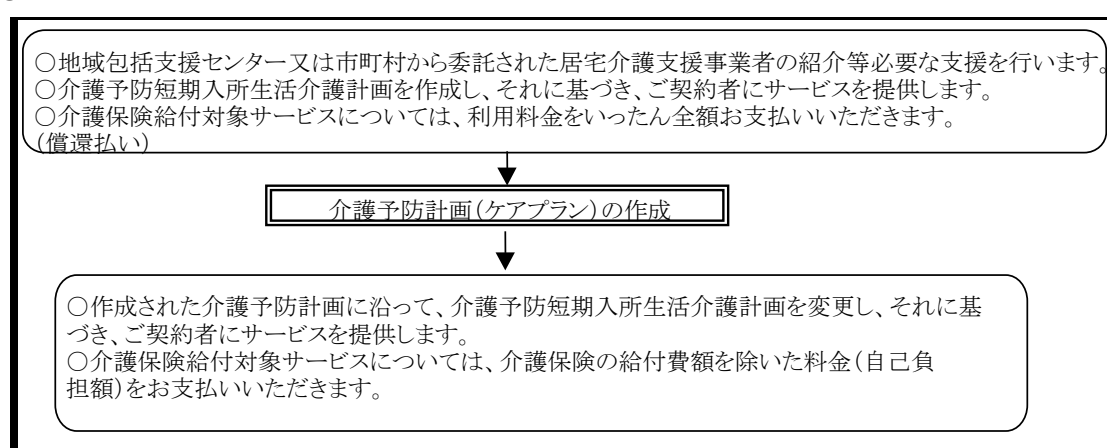 ○地域包括支援センター又は市町村から委託された居宅介護支援事業者の紹介等必要な支援を行います。
○介護予防短期入所生活介護計画を作成し、それに基づき、ご契約者にサービスを提供します。
○介護保険給付対象サービスについては、利用料金をいったん全額お支払いいただきます。
(償還払い)
介護予防計画(ケアプラン)の作成
○作成された介護予防計画に沿って、介護予防短期入所生活介護計画を変更し、それに基
づき、ご契約者にサービスを提供します。
○介護保険給付対象サービスについては、介護保険の給付費額を除いた料金(自己負
担額)をお支払いいただきます。